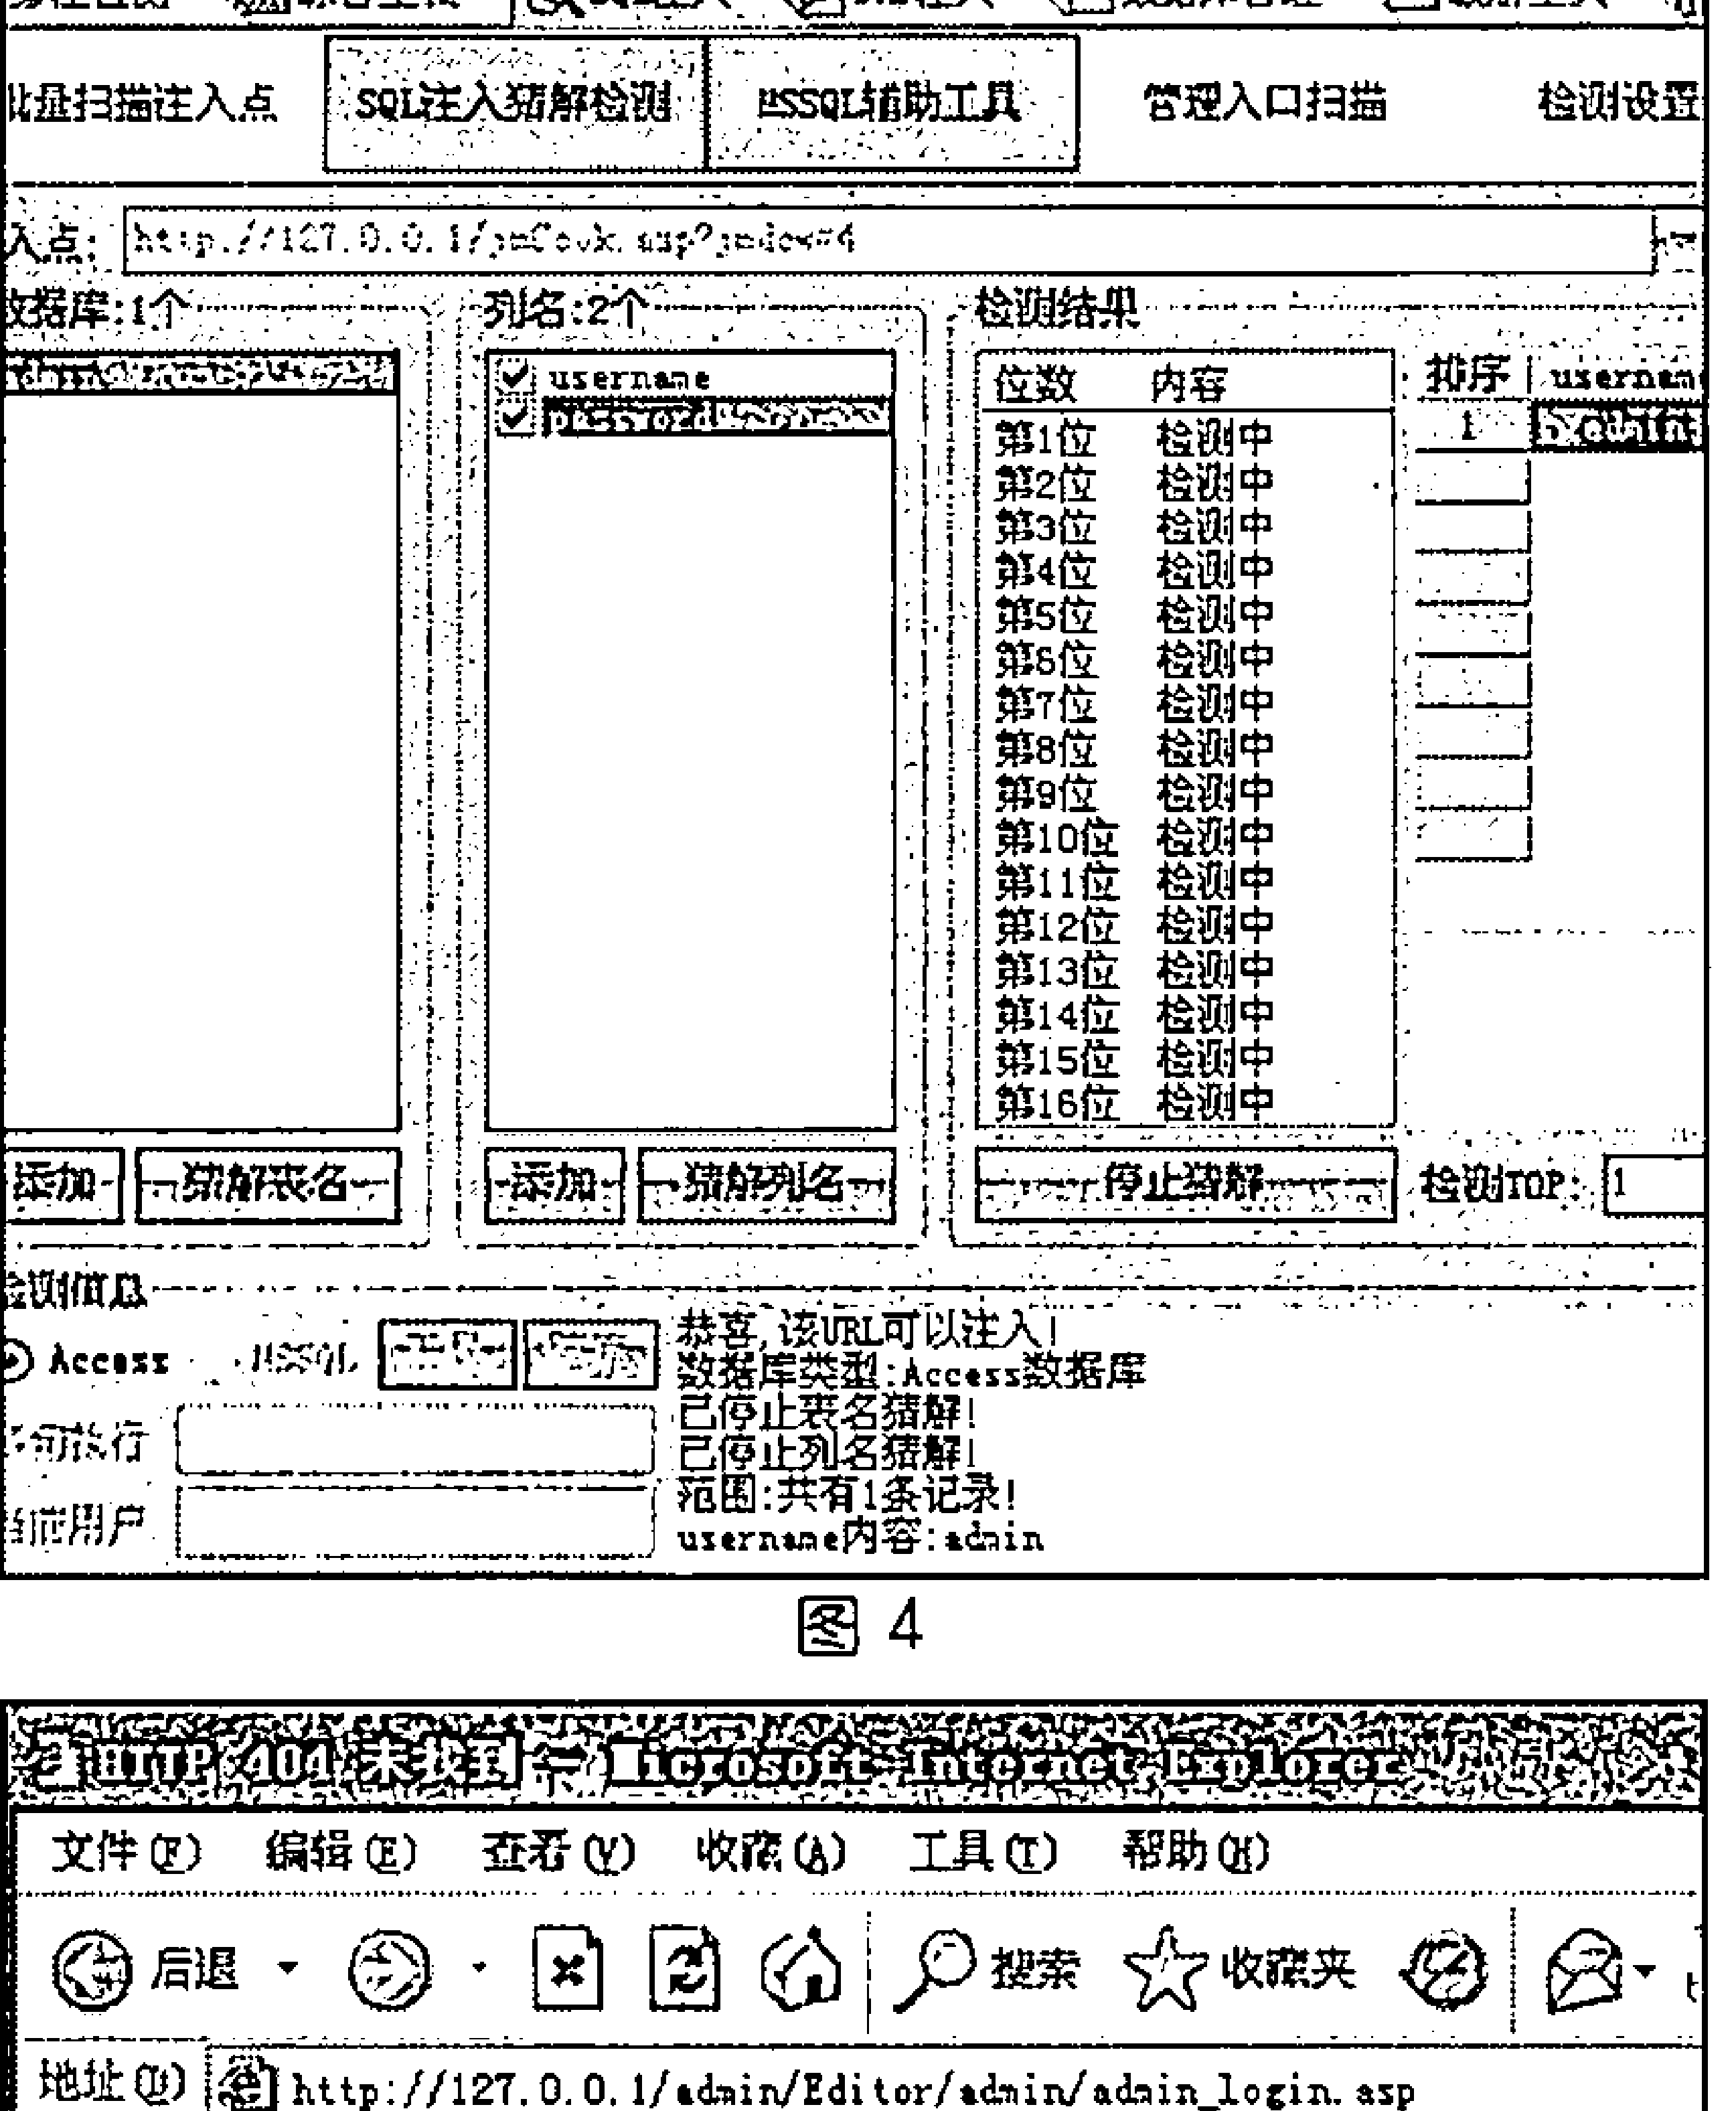 批量扫描注入点 SQL注入猜解检测 MSSQL辅助工具 管理入口扫描 检测设置
入点:
数据库:1个 列名:2个 检测结果
admin username 位数 内容 排序 username
password 1
第1位 检测中
第2位 检测中
第3位 检测中
第4位 检测中
第5位 检测中
第6位 检测中
第7位 检测中
第8位 检测中
第9位 检测中
第10位 检测中
第11位 检测中
第12位 检测中
第13位 检测中
第14位 检测中
第15位 检测中
第16位 检测中
添加 猜解表名 添加 猜解列名 停止猜解 检测TOP: 1
检测信息
Access MSSQL
恭喜,该URL可以注入!
数据库类型:Access数据库
已停止表名猜解!
已停止列名猜解!
范围:共有1条记录!
username内容:admin
当前用户
图 4
HTTP 404 未找到 - Microsoft Internet Explorer
文件(F) 编辑(E) 查看(V) 收藏(A) 工具(T) 帮助(H)
后退 搜索 收藏夹
地址(D) http://127.0.0.1/admin/Editor/admin/admin_login.asp